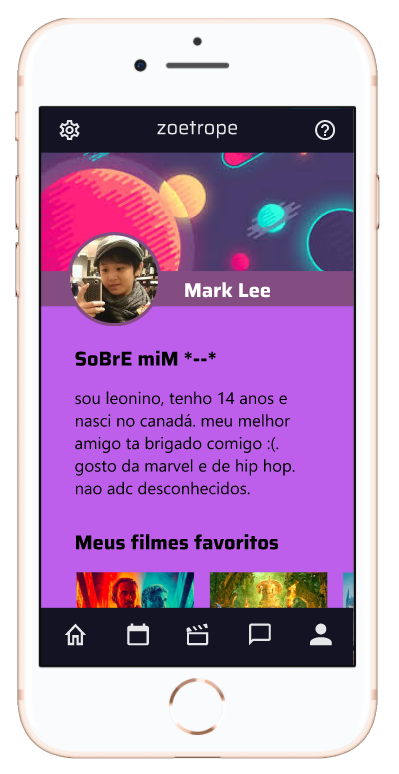 zoetrope
Mark Lee
SoBrE miM *--*
sou leonino, tenho 14 anos e
nasci no canadá. meu melhor
amigo ta brigado comigo :(.
gosto da marvel e de hip hop.
nao adc desconhecidos.
Meus filmes favoritos